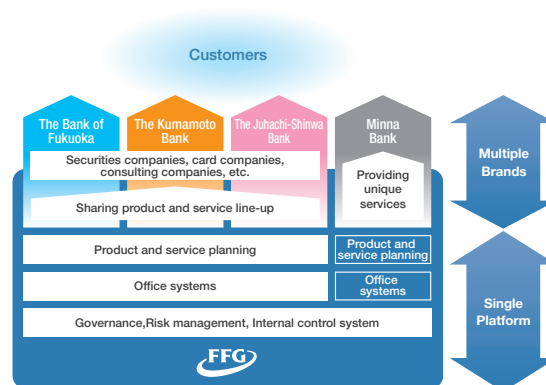 Customers
The Bank of
Fukuoka
The Kumamoto
Bank
The Juhachi-Shinwa
Bank
Minna
Bank
Securities companies, card companies,
consulting companies, etc.
Sharing product and service line-up
Providing
unique
services
Multiple
Brands
Product and service planning
Product and
service planning
Office systems
Office
systems
Governance,Risk management, Internal control system
Single
Platform
FFG